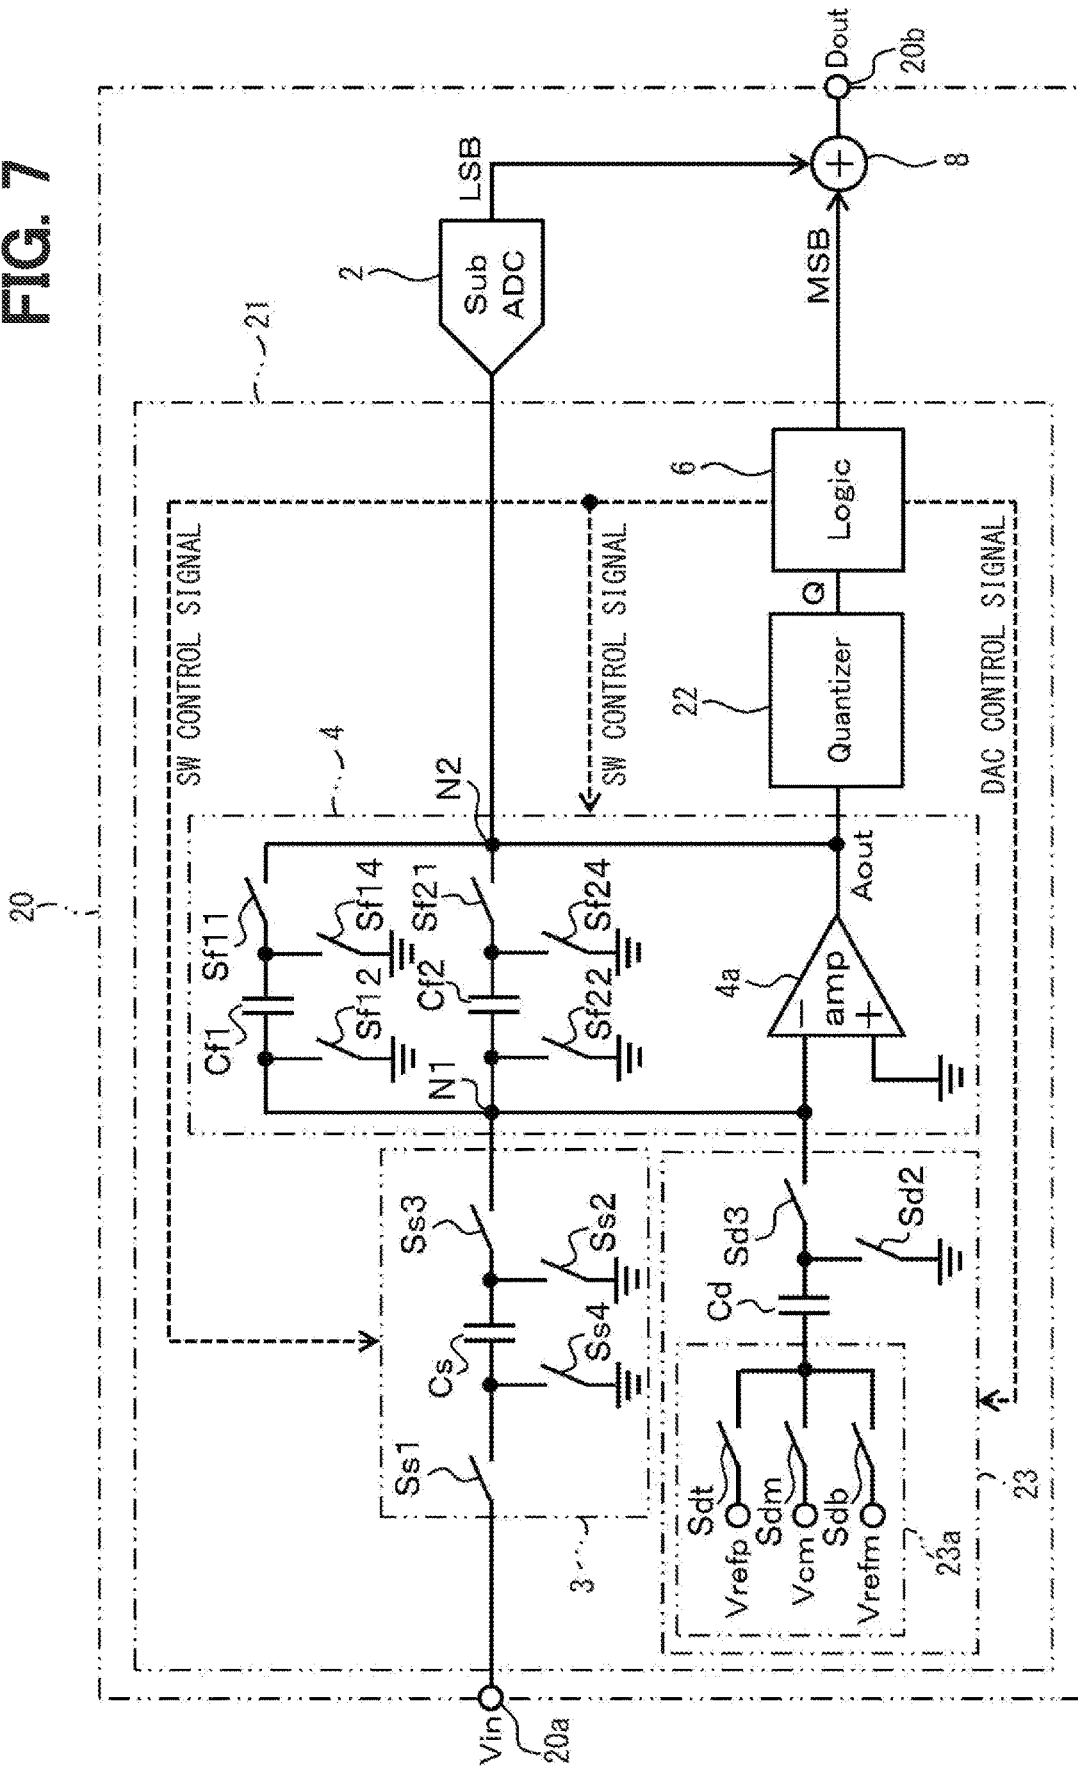 FIG. 7
20
21
SW CONTROL SIGNAL
4
Sf11
Cf1
Sf12
Sf14
N2
2
Sub
ADC
LSB
Sf21
Cf2
N1
Sf22
Sf24
SW CONTROL SIGNAL
Ss3
Ss2
Cs
Ss4
Ss1
3
Vin
20a
4a
amp
Aout
22
Quantizer
Q
6
Logic
MSB
8
Dout
20b
Sd3
Sd2
Cd
Sdt
Vrefp
Sdm
Vcm
Sdb
Vrefm
23a
23
DAC CONTROL SIGNAL